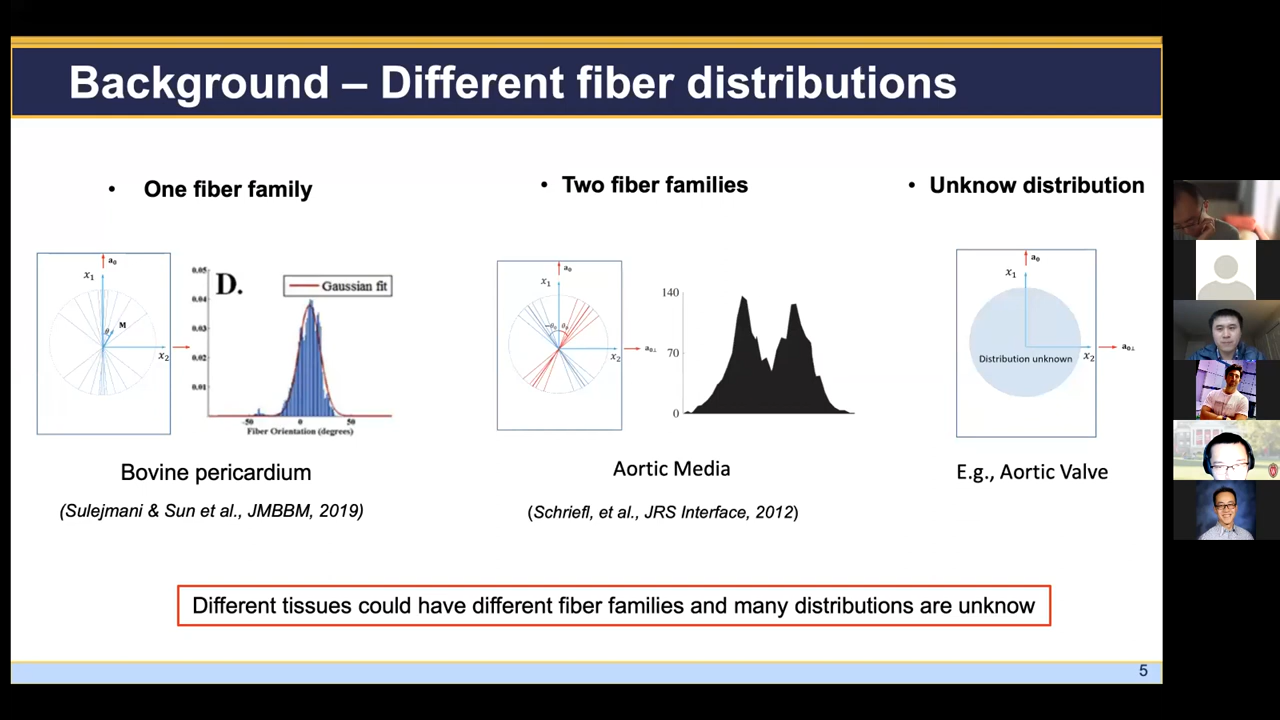 Background – Different fiber distributions
• One fiber family
• Two fiber families
• Unknow distribution
a₀
x₁
θ
M
x₂
0.05
0.04
0.03
0.02
0.01
D.
Gaussian fit
-50
0
50
Fiber Orientation (degrees)
a₀
x₁
x₂
a₀⊥
140
70
0
a₀
x₁
Distribution unknown
x₂
a₀⊥
Bovine pericardium
(Sulejmani & Sun et al., JMBBM, 2019)
Aortic Media
(Schriefl, et al., JRS Interface, 2012)
E.g., Aortic Valve
Different tissues could have different fiber families and many distributions are unknow
5